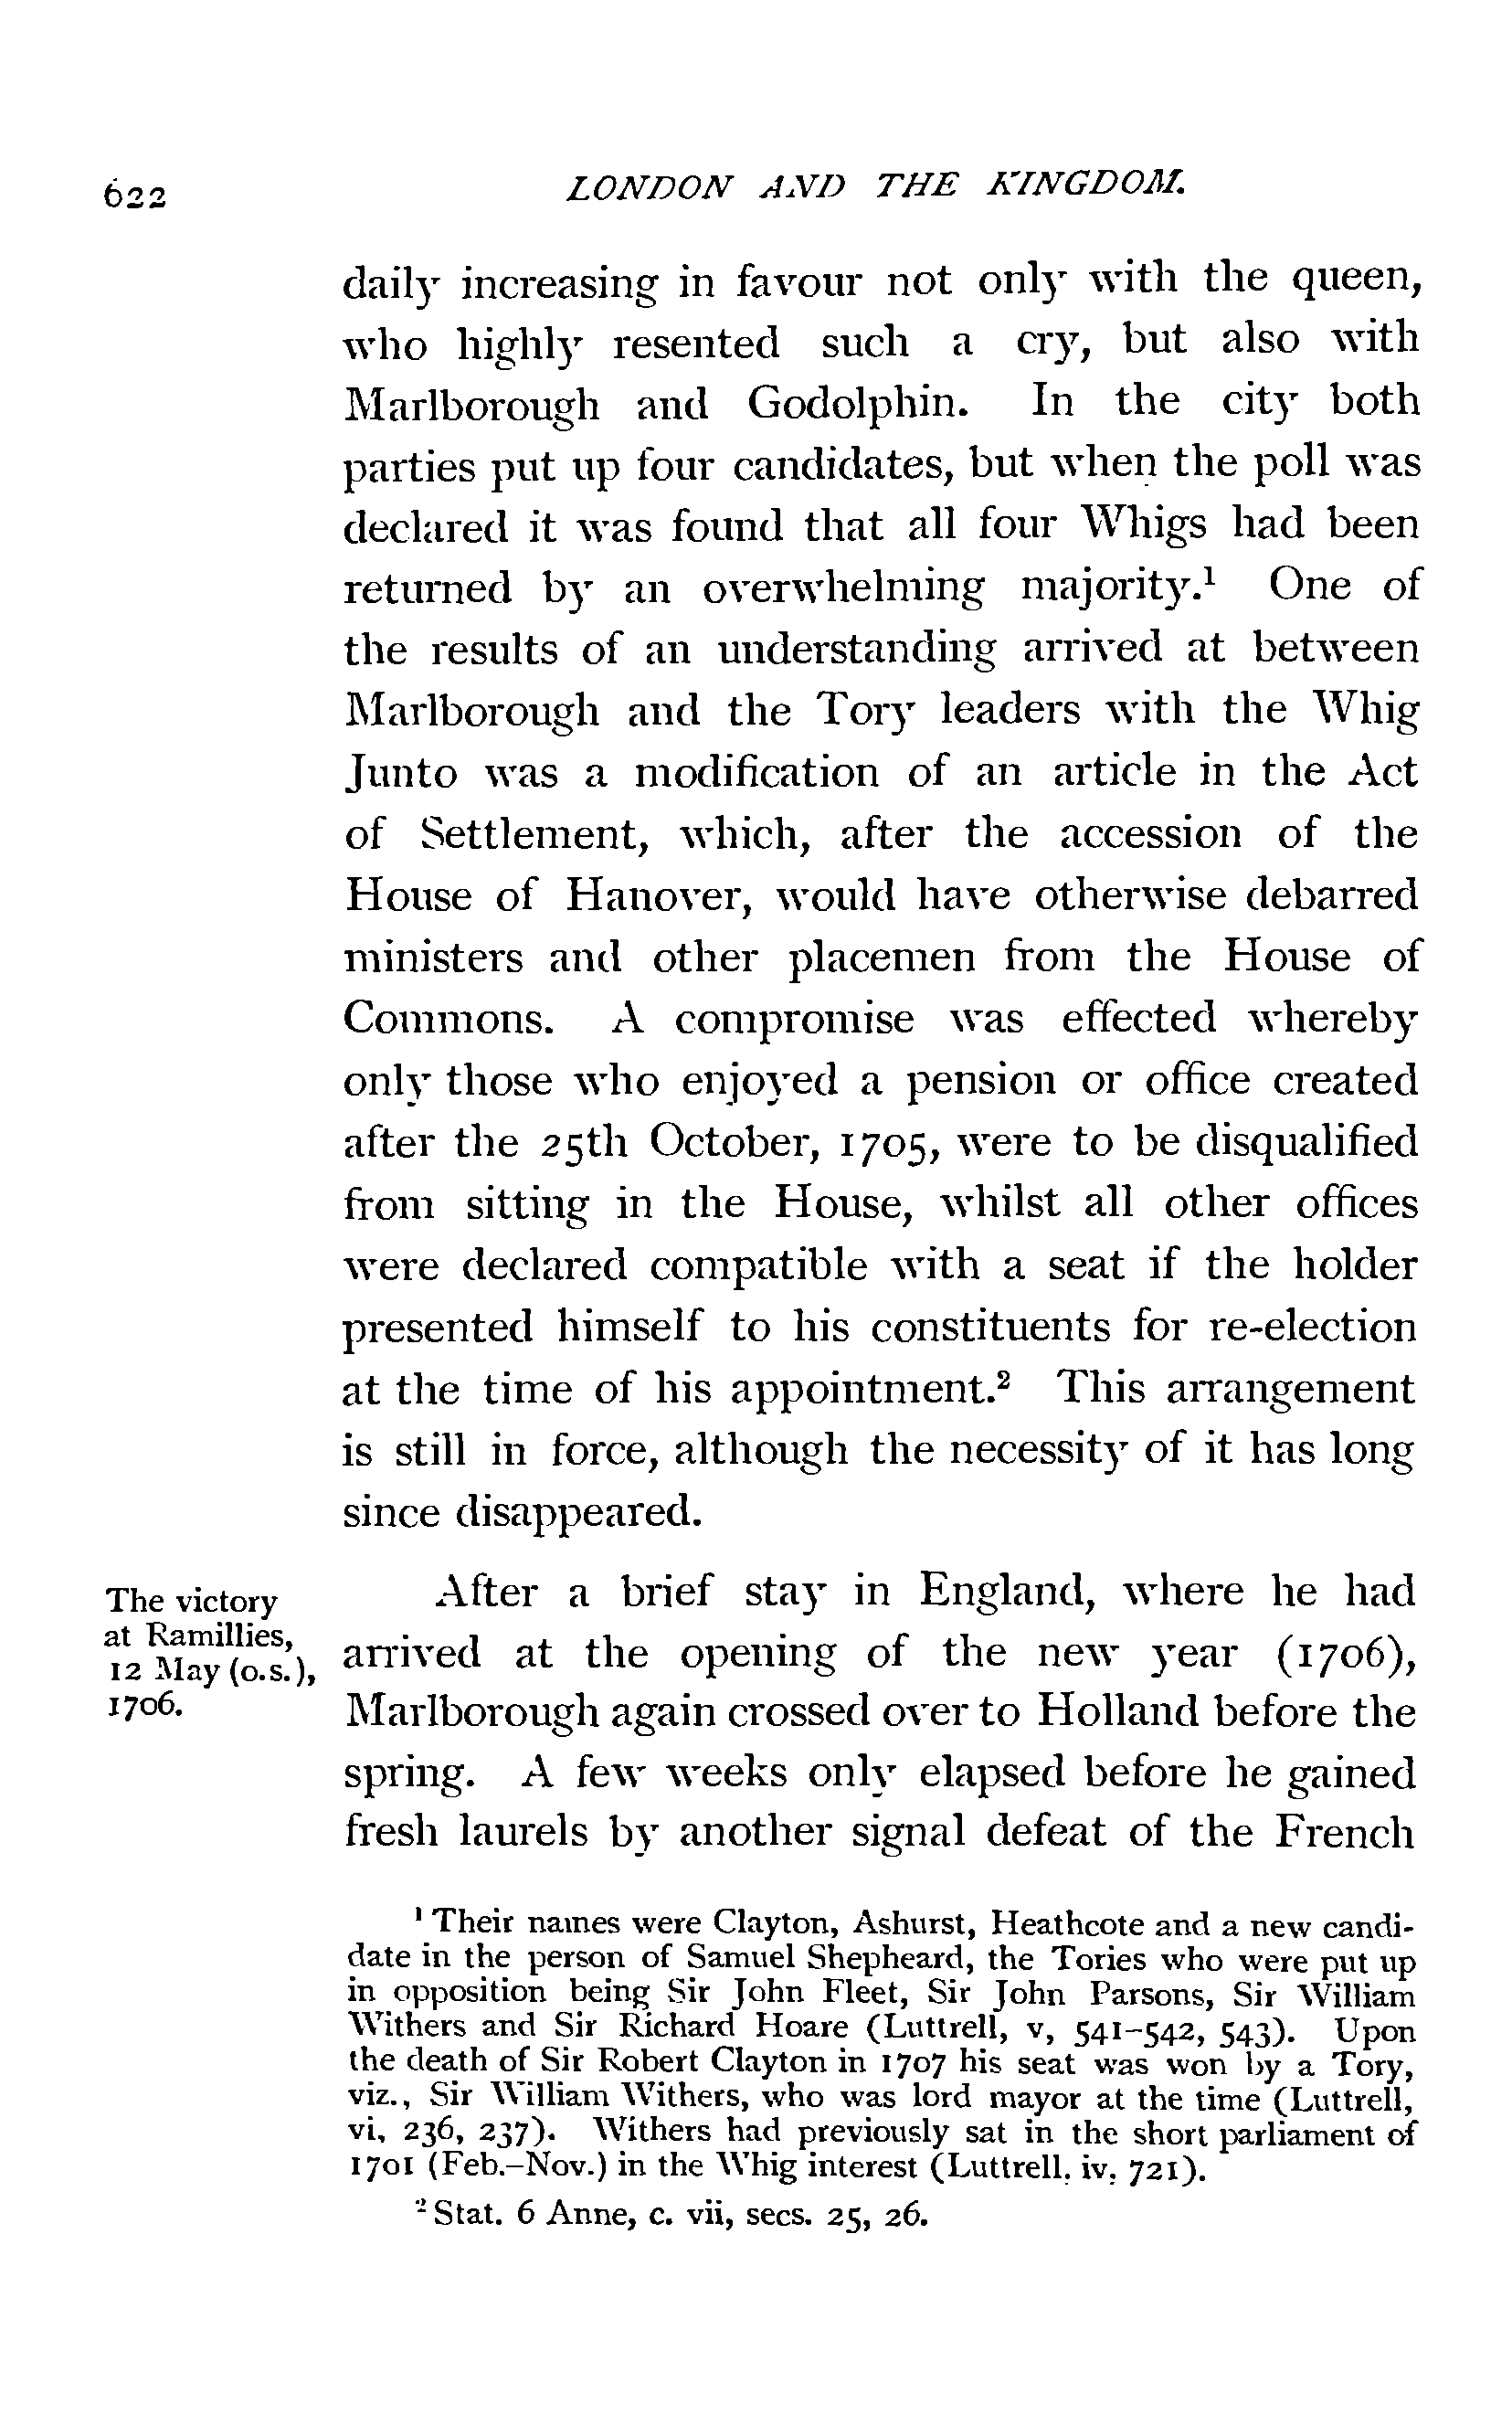 622 LONDON AND THE KINGDOM.
daily increasing in favour not only with the queen,
who highly resented such a cry, but also with
Marlborough and Godolphin. In the city both
parties put up four candidates, but when the poll was
declared it was found that all four Whigs had been
returned by an overwhelming majority.¹ One of
the results of an understanding arrived at between
Marlborough and the Tory leaders with the Whig
Junto was a modification of an article in the Act
of Settlement, which, after the accession of the
House of Hanover, would have otherwise debarred
ministers and other placemen from the House of
Commons. A compromise was effected whereby
only those who enjoyed a pension or office created
after the 25th October, 1705, were to be disqualified
from sitting in the House, whilst all other offices
were declared compatible with a seat if the holder
presented himself to his constituents for re-election
at the time of his appointment.² This arrangement
is still in force, although the necessity of it has long
since disappeared.
The victory
at Ramillies,
12 May (o.s.),
1706.
After a brief stay in England, where he had
arrived at the opening of the new year (1706),
Marlborough again crossed over to Holland before the
spring. A few weeks only elapsed before he gained
fresh laurels by another signal defeat of the French
¹ Their names were Clayton, Ashurst, Heathcote and a new candi-
date in the person of Samuel Shepheard, the Tories who were put up
in opposition being Sir John Fleet, Sir John Parsons, Sir William
Withers and Sir Richard Hoare (Luttrell, v, 541-542, 543). Upon
the death of Sir Robert Clayton in 1707 his seat was won by a Tory,
viz., Sir William Withers, who was lord mayor at the time (Luttrell,
vi, 236, 237). Withers had previously sat in the short parliament of
1701 (Feb.-Nov.) in the Whig interest (Luttrell, iv, 721).
² Stat. 6 Anne, c. vii, secs. 25, 26.